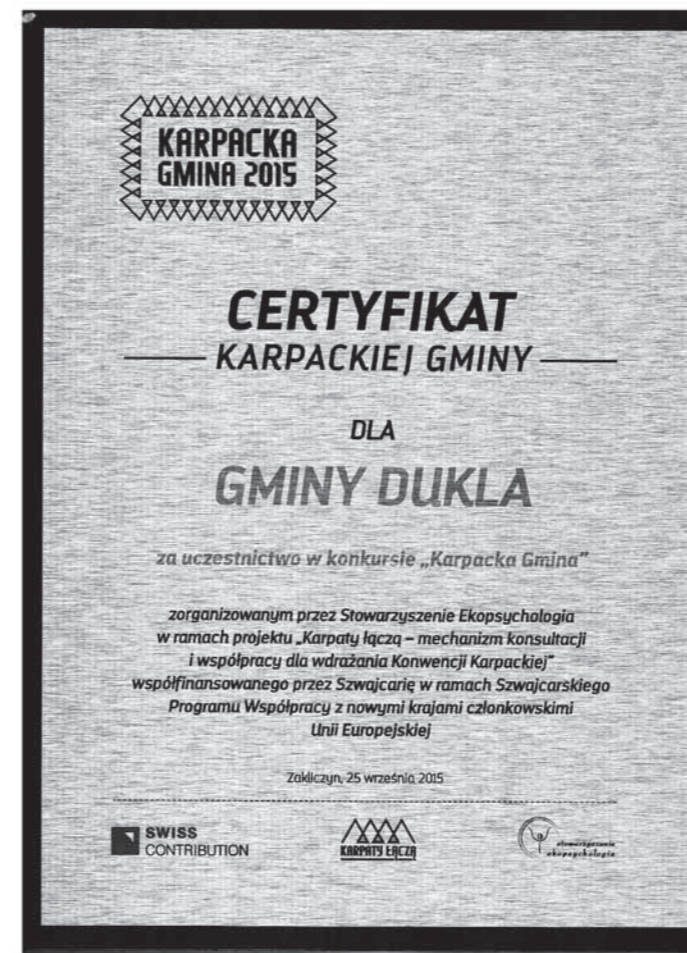 KARPACKA
GMINA 2015
CERTYFIKAT
KARPACKIEJ GMINY
DLA
GMINY DUKLA
za uczestnictwo w konkursie „Karpacka Gmina”
zorganizowanym przez Stowarzyszenie Ekopsychologia
w ramach projektu „Karpaty łączą – mechanizm konsultacji
i współpracy dla wdrażania Konwencji Karpackiej”
współfinansowanego przez Szwajcarię w ramach Szwajcarskiego
Programu Współpracy z nowymi krajami członkowskimi
Unii Europejskiej
Zakliczyn, 25 września 2015
SWISS
CONTRIBUTION
KARPATY ŁĄCZĄ
stowarzyszenie
ekopsychologia